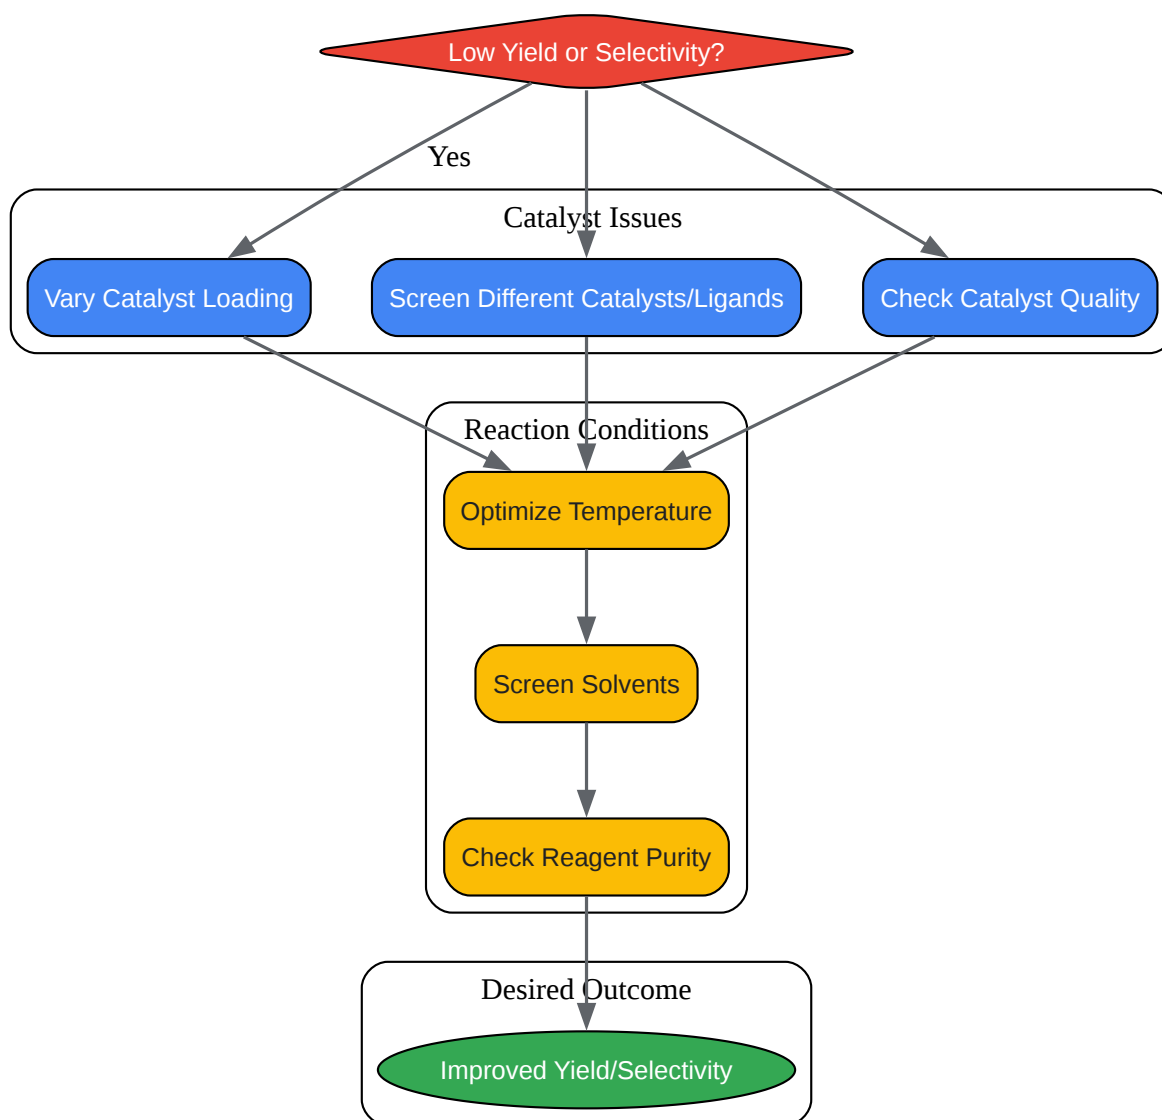 Low Yield or Selectivity?
Yes
Catalyst Issues
Vary Catalyst Loading
Screen Different Catalysts/Ligands
Check Catalyst Quality
Reaction Conditions
Optimize Temperature
Screen Solvents
Check Reagent Purity
Desired Outcome
Improved Yield/Selectivity